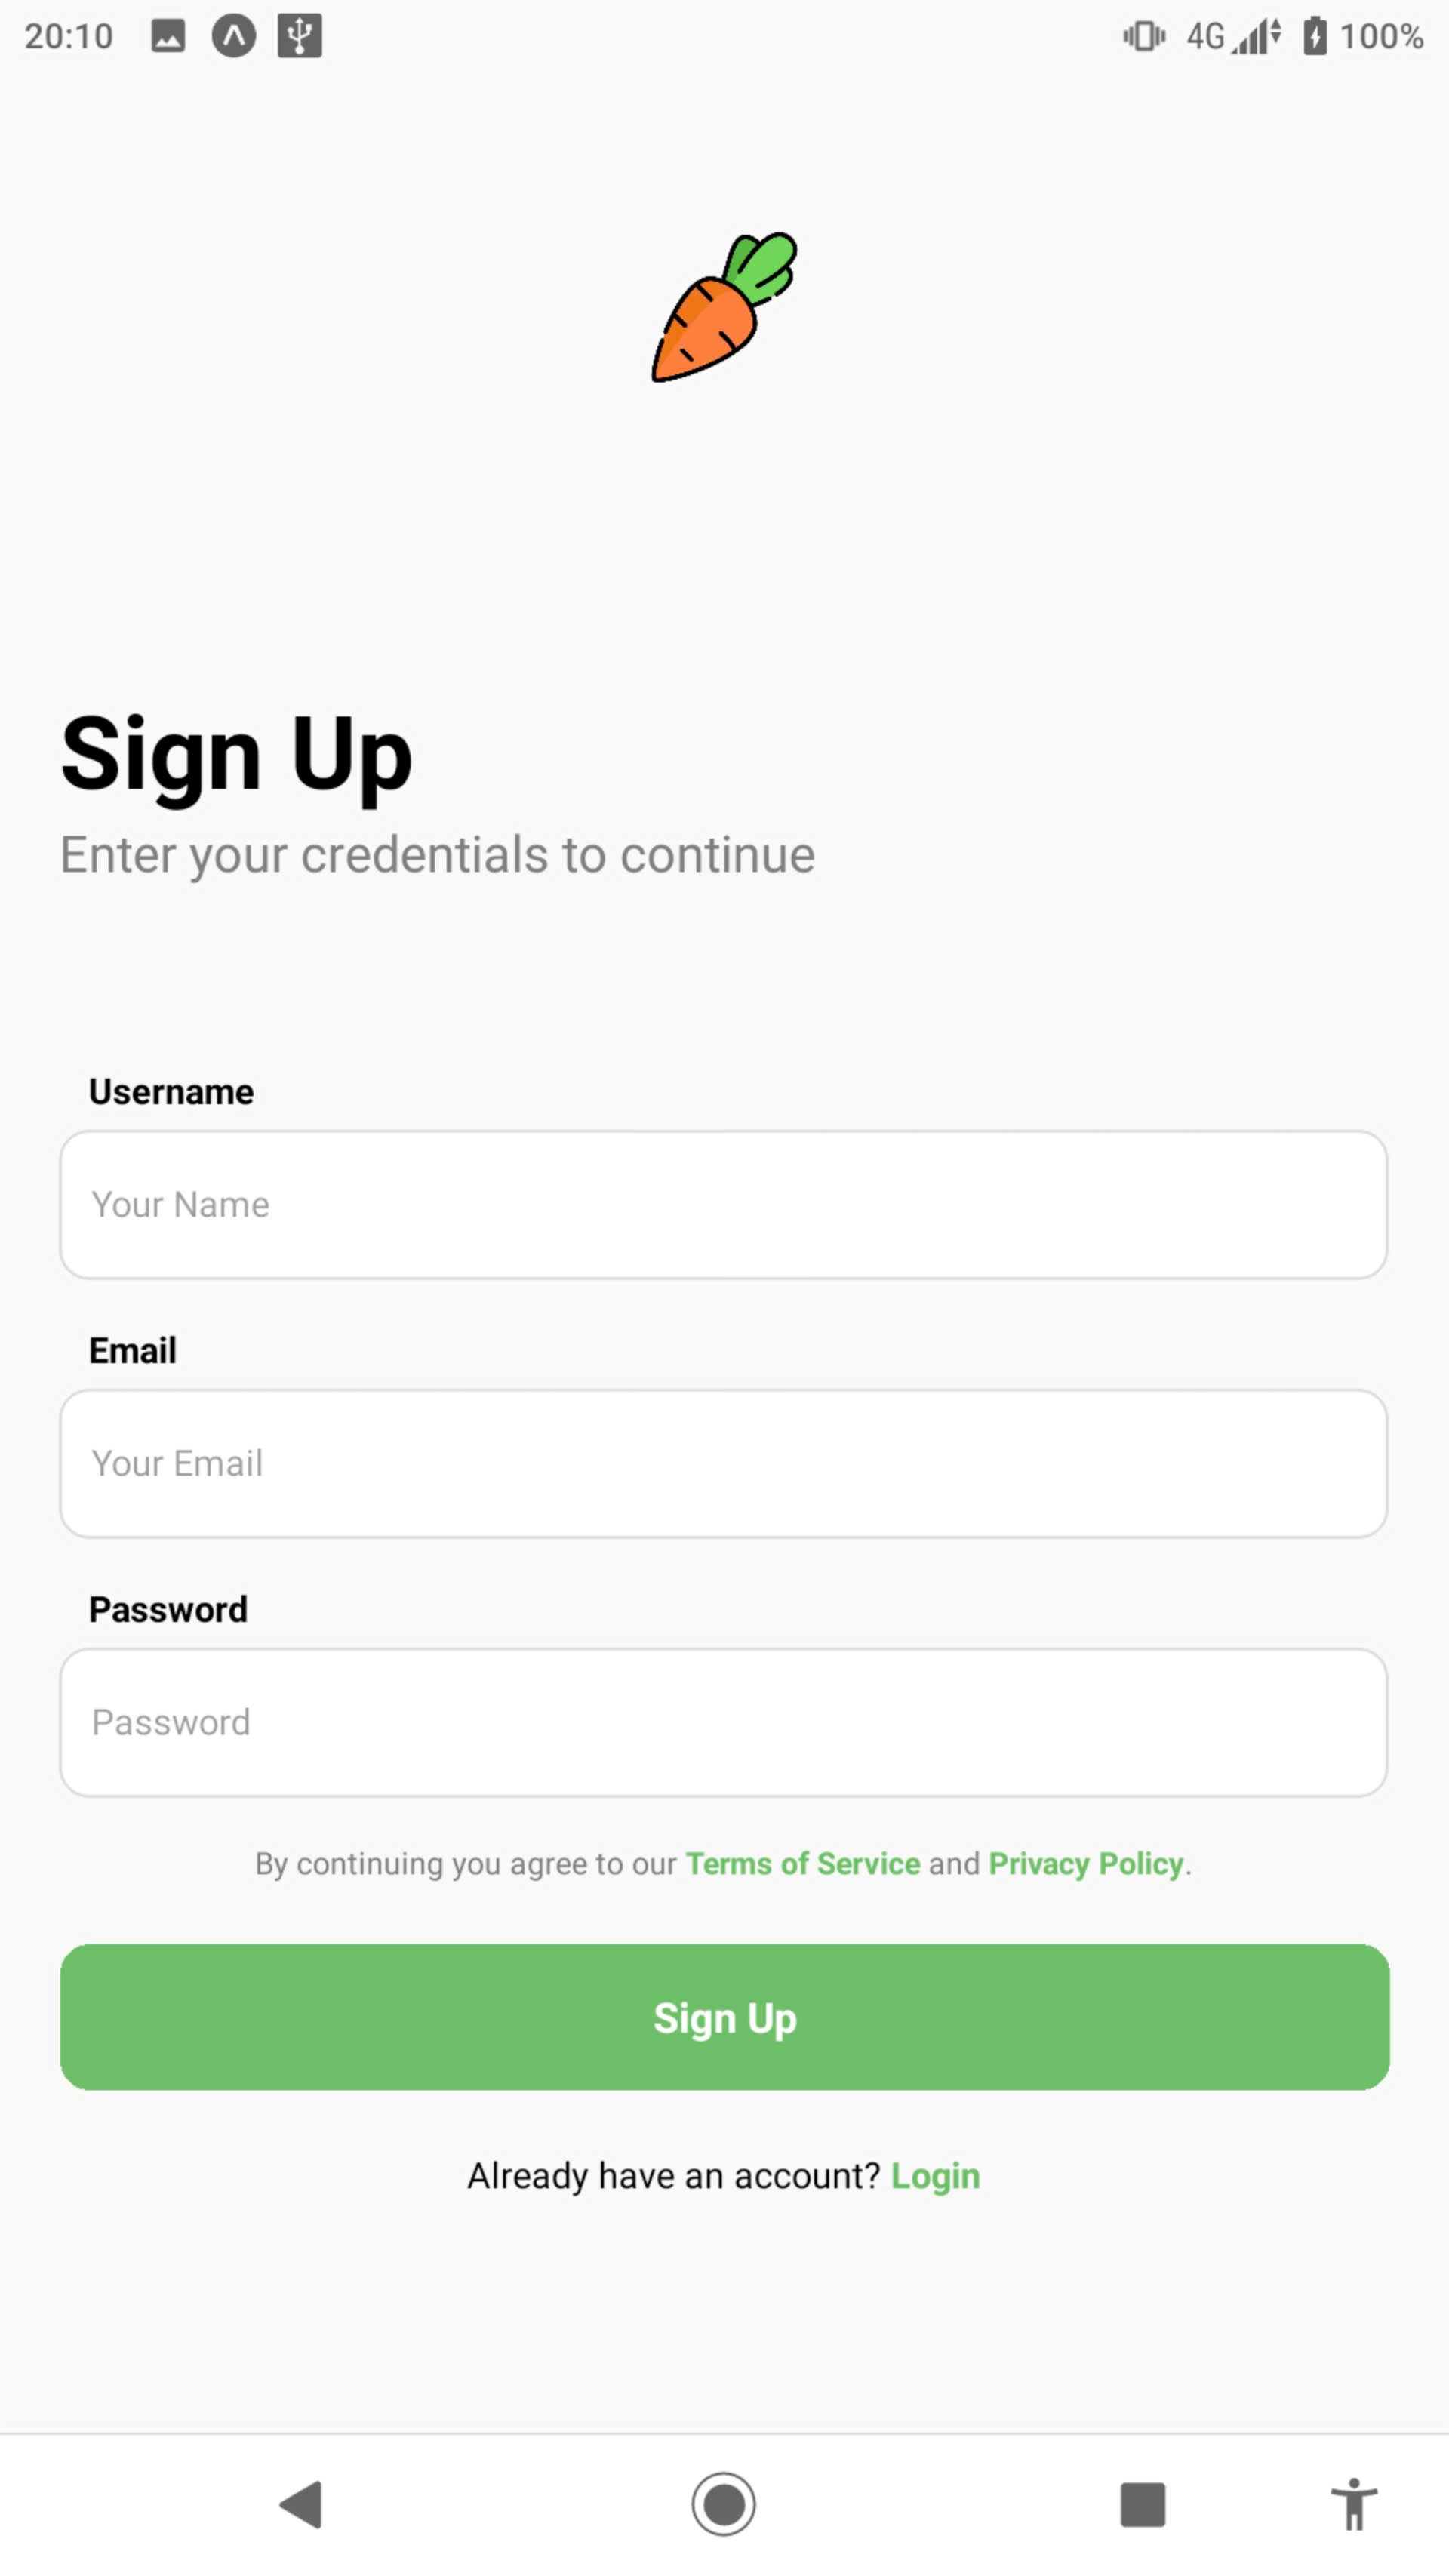 20:10 4G 100%
Sign Up
Enter your credentials to continue
Username
Your Name
Email
Your Email
Password
Password
By continuing you agree to our Terms of Service and Privacy Policy.
Sign Up
Already have an account? Login